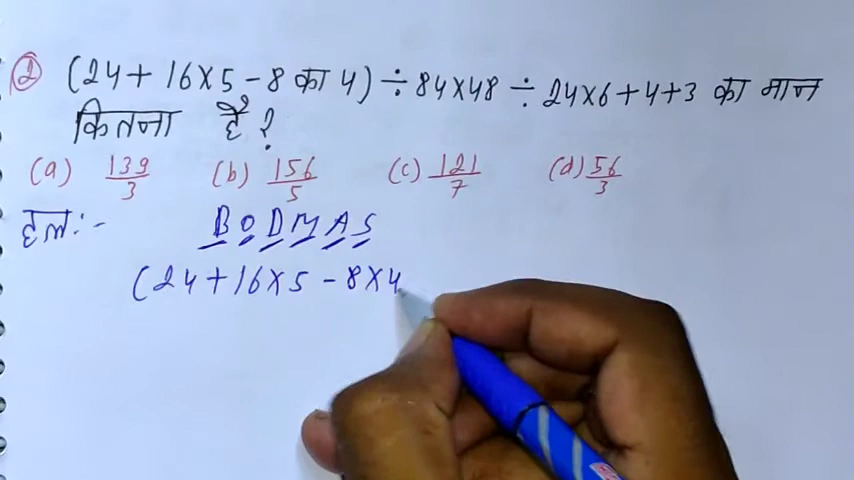 ② (24+ 16×5 - 8 का 4) ÷ 84×48 ÷ 24×6+4+3 का मान
कितना है ?
(a) 139/3 (b) 156/5 (c) 121/7 (d) 56/3
हल :- BODMAS
(24+16×5 - 8×4